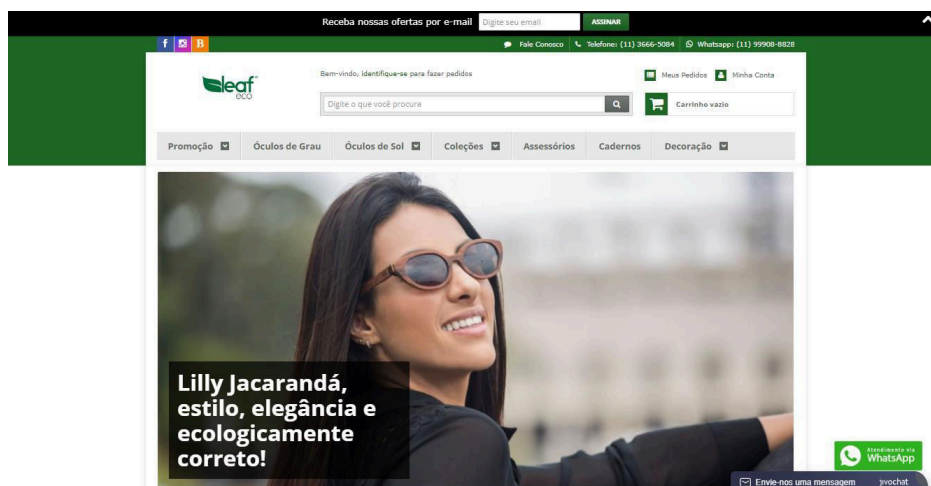 Receba nossas ofertas por e-mail Digite seu email ASSINAR
f B Fale Conosco Telefone: (11) 3666-5084 Whatsapp: (11) 99908-8828
leaf
eco
Bem-vindo, identifique-se para fazer pedidos
Meus Pedidos Minha Conta
Digite o que você procura
Carrinho vazio
Promoção Óculos de Grau Óculos de Sol Coleções Assessórios Cadernos Decoração
Lilly Jacarandá,
estilo, elegância e
ecologicamente
correto!
Atendimento via
WhatsApp
Envie-nos uma mensagem jivochat